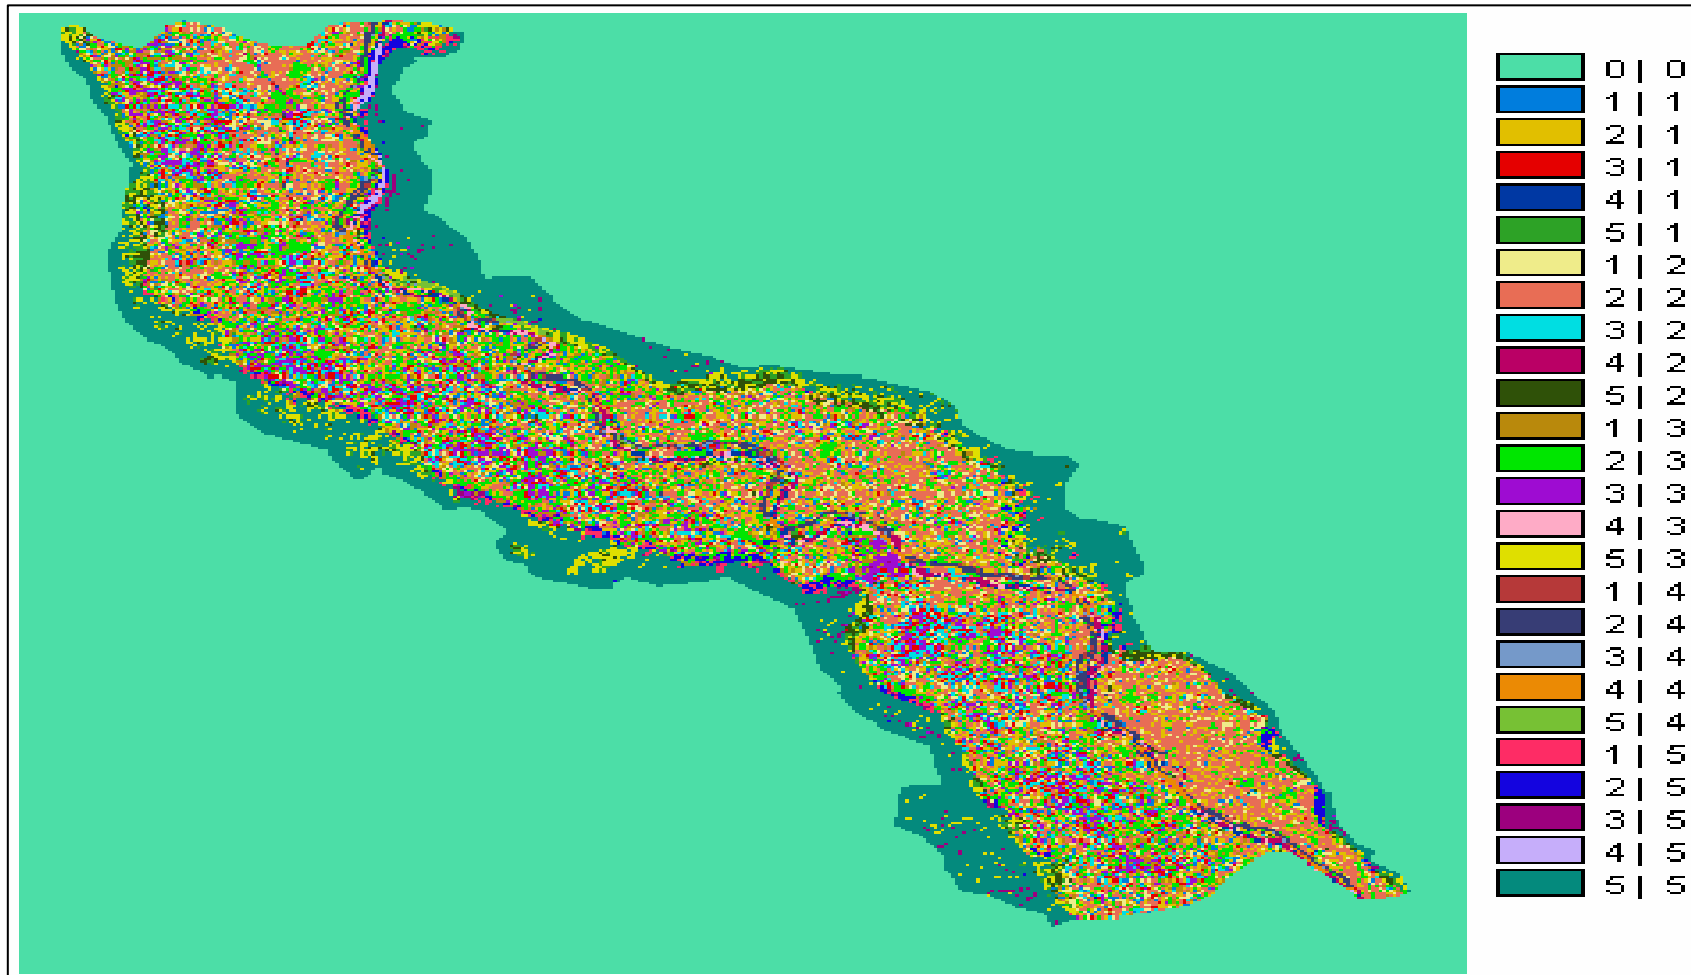 0 | 0
1 | 1
2 | 1
3 | 1
4 | 1
5 | 1
1 | 2
2 | 2
3 | 2
4 | 2
5 | 2
1 | 3
2 | 3
3 | 3
4 | 3
5 | 3
1 | 4
2 | 4
3 | 4
4 | 4
5 | 4
1 | 5
2 | 5
3 | 5
4 | 5
5 | 5